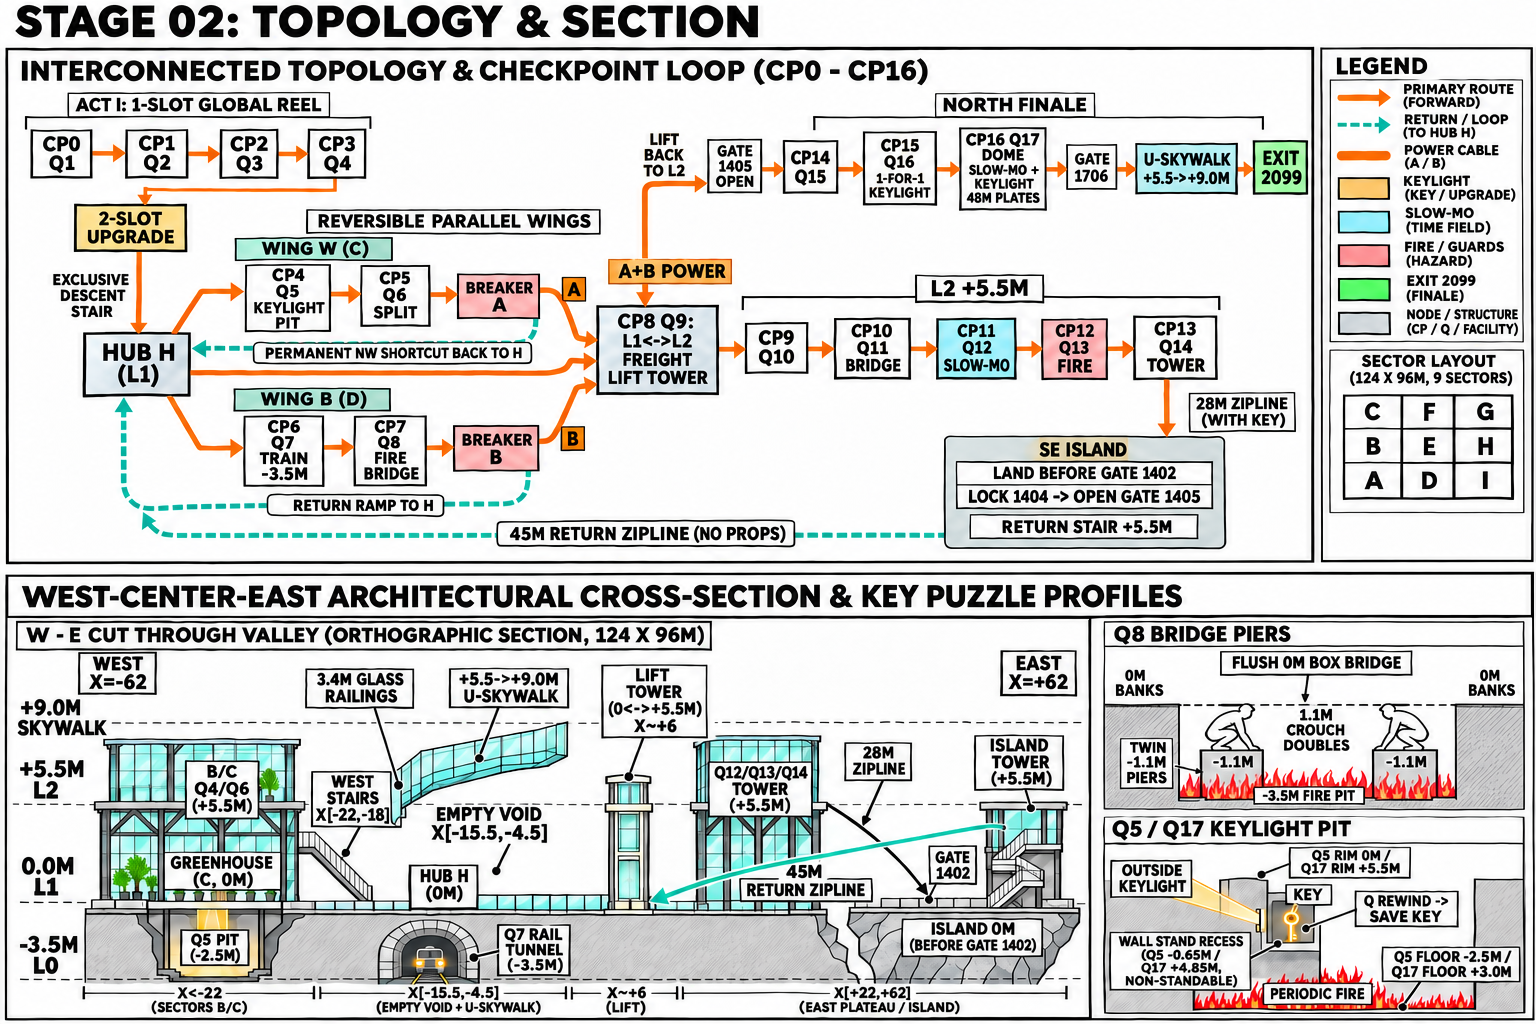 STAGE 02: TOPOLOGY & SECTION
INTERCONNECTED TOPOLOGY & CHECKPOINT LOOP (CP0 - CP16)
ACT I: 1-SLOT GLOBAL REEL
CP0
Q1
CP1
Q2
CP2
Q3
CP3
Q4
2-SLOT
UPGRADE
EXCLUSIVE
DESCENT
STAIR
HUB H
(L1)
REVERSIBLE PARALLEL WINGS
WING W (C)
CP4
Q5
KEYLIGHT
PIT
CP5
Q6
SPLIT
BREAKER
A
A
PERMANENT NW SHORTCUT BACK TO H
WING B (D)
CP6
Q7
TRAIN
-3.5M
CP7
Q8
FIRE
BRIDGE
BREAKER
B
B
RETURN RAMP TO H
45M RETURN ZIPLINE (NO PROPS)
LIFT
BACK
TO L2
A+B POWER
CP8 Q9:
L1<->L2
FREIGHT
LIFT TOWER
NORTH FINALE
GATE
1405
OPEN
CP14
Q15
CP15
Q16
1-FOR-1
KEYLIGHT
CP16 Q17
DOME
SLOW-MO +
KEYLIGHT
48M PLATES
GATE
1706
U-SKYWALK
+5.5->+9.0M
EXIT
2099
L2 +5.5M
CP9
Q10
CP10
Q11
BRIDGE
CP11
Q12
SLOW-MO
CP12
Q13
FIRE
CP13
Q14
TOWER
28M ZIPLINE
(WITH KEY)
SE ISLAND
LAND BEFORE GATE 1402
LOCK 1404 -> OPEN GATE 1405
RETURN STAIR +5.5M
LEGEND
PRIMARY ROUTE
(FORWARD)
RETURN / LOOP
(TO HUB H)
POWER CABLE
(A / B)
KEYLIGHT
(KEY / UPGRADE)
SLOW-MO
(TIME FIELD)
FIRE / GUARDS
(HAZARD)
EXIT 2099
(FINALE)
NODE / STRUCTURE
(CP / Q / FACILITY)
SECTOR LAYOUT
(124 X 96M, 9 SECTORS)
C F G
B E H
A D I
WEST-CENTER-EAST ARCHITECTURAL CROSS-SECTION & KEY PUZZLE PROFILES
W - E CUT THROUGH VALLEY (ORTHOGRAPHIC SECTION, 124 X 96M)
WEST
X=-62
+9.0M
SKYWALK
+5.5M
L2
0.0M
L1
-3.5M
L0
3.4M GLASS
RAILINGS
+5.5->+9.0M
U-SKYWALK
LIFT
TOWER
(0<->+5.5M)
X~+6
EAST
X=+62
B/C
Q4/Q6
(+5.5M)
WEST
STAIRS
X[-22,-18]
EMPTY VOID
X[-15.5,-4.5]
GREENHOUSE
(C, 0M)
HUB H
(0M)
Q5 PIT
(-2.5M)
Q7 RAIL
TUNNEL
(-3.5M)
Q12/Q13/Q14
TOWER
(+5.5M)
28M
ZIPLINE
ISLAND
TOWER
(+5.5M)
45M
RETURN ZIPLINE
GATE
1402
ISLAND 0M
(BEFORE GATE 1402)
X<-22
(SECTORS B/C)
X[-15.5,-4.5]
(EMPTY VOID + U-SKYWALK)
X~+6
(LIFT)
X[+22,+62]
(EAST PLATEAU / ISLAND)
Q8 BRIDGE PIERS
FLUSH 0M BOX BRIDGE
0M
BANKS
0M
BANKS
1.1M
CROUCH
DOUBLES
TWIN
-1.1M
PIERS
-1.1M
-1.1M
-3.5M FIRE PIT
Q5 / Q17 KEYLIGHT PIT
OUTSIDE
KEYLIGHT
Q5 RIM 0M /
Q17 RIM +5.5M
KEY
Q REWIND ->
SAVE KEY
WALL STAND RECESS
(Q5 -0.65M /
Q17 +4.85M,
NON-STANDABLE)
Q5 FLOOR -2.5M /
Q17 FLOOR +3.0M
PERIODIC FIRE